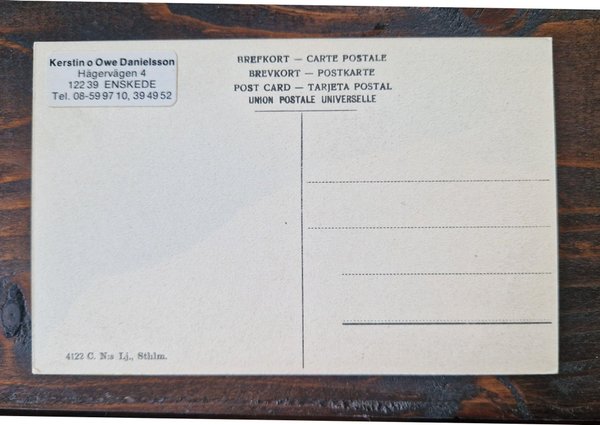 Kerstin o Owe Danielsson
Hägervägen 4
122 39 ENSKEDE
Tel. 08-59 97 10, 39 49 52
BREFKORT — CARTE POSTALE
BREVKORT — POSTKARTE
POST CARD — TARJETA POSTAL
UNION POSTALE UNIVERSELLE
4122 C. N:s Lj., Sthlm.